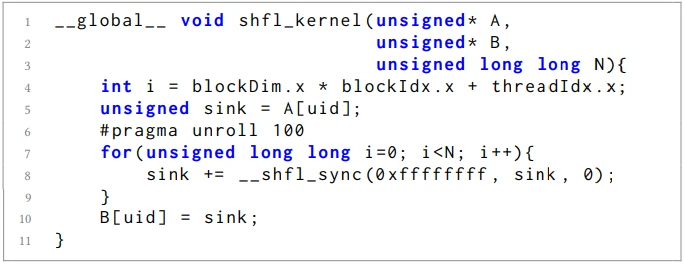 1 __global__ void shfl_kernel(unsigned* A,
2 unsigned* B,
3 unsigned long long N){
4 int i = blockDim.x * blockIdx.x + threadIdx.x;
5 unsigned sink = A[uid];
6 #pragma unroll 100
7 for(unsigned long long i=0; i<N; i++){
8 sink += __shfl_sync(0xffffffff, sink, 0);
9 }
10 B[uid] = sink;
11 }